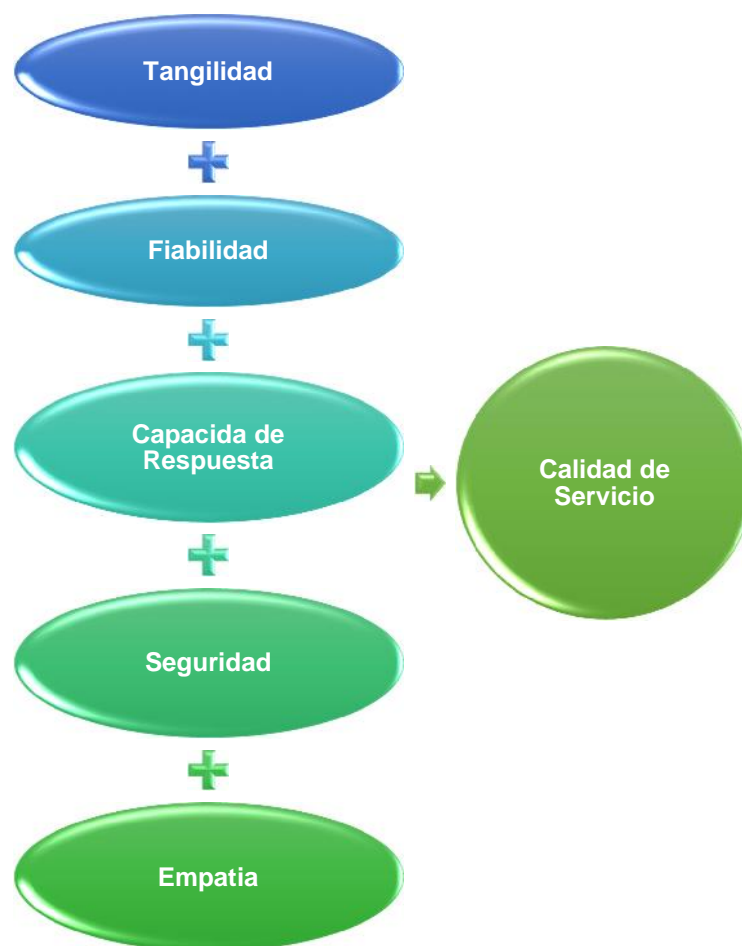 Tangilidad
Fiabilidad
Capacida de
Respuesta
Calidad de
Servicio
Seguridad
Empatia